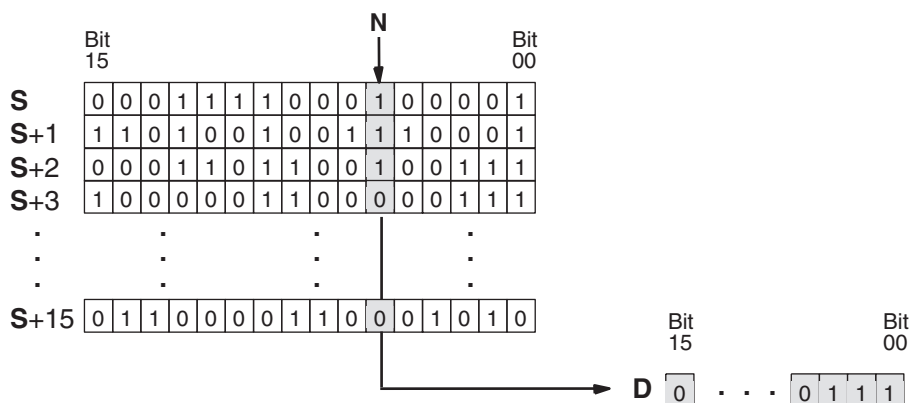 N
Bit
15
Bit
00
S 0 0 0 1 1 1 1 0 0 0 1 0 0 0 0 1
S+1 1 1 0 1 0 0 1 0 0 1 1 1 0 0 0 1
S+2 0 0 0 1 1 0 1 1 0 0 1 0 0 1 1 1
S+3 1 0 0 0 0 0 1 1 0 0 0 0 0 1 1 1
S+15 0 1 1 0 0 0 0 1 1 0 0 0 1 0 1 0
Bit
15
Bit
00
D 0 . . . 0 1 1 1